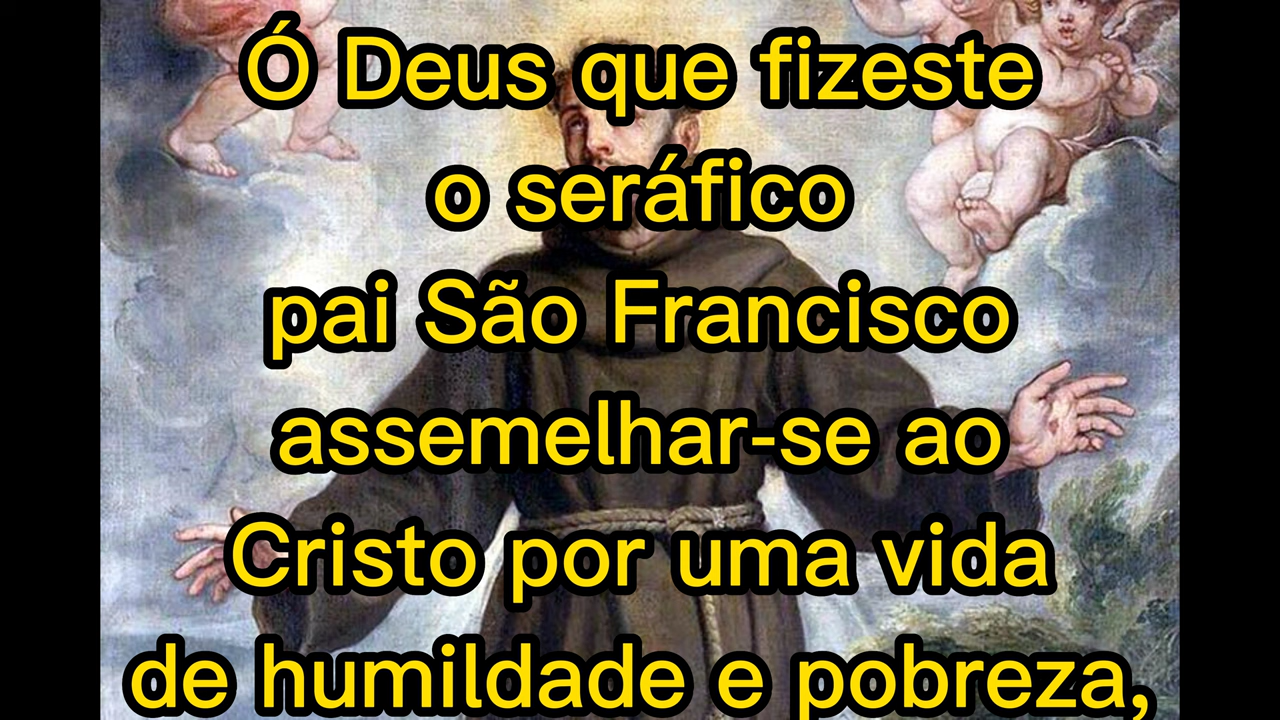 Ó Deus que fizeste
o seráfico
pai São Francisco
assemelhar-se ao
Cristo por uma vida
de humildade e pobreza,